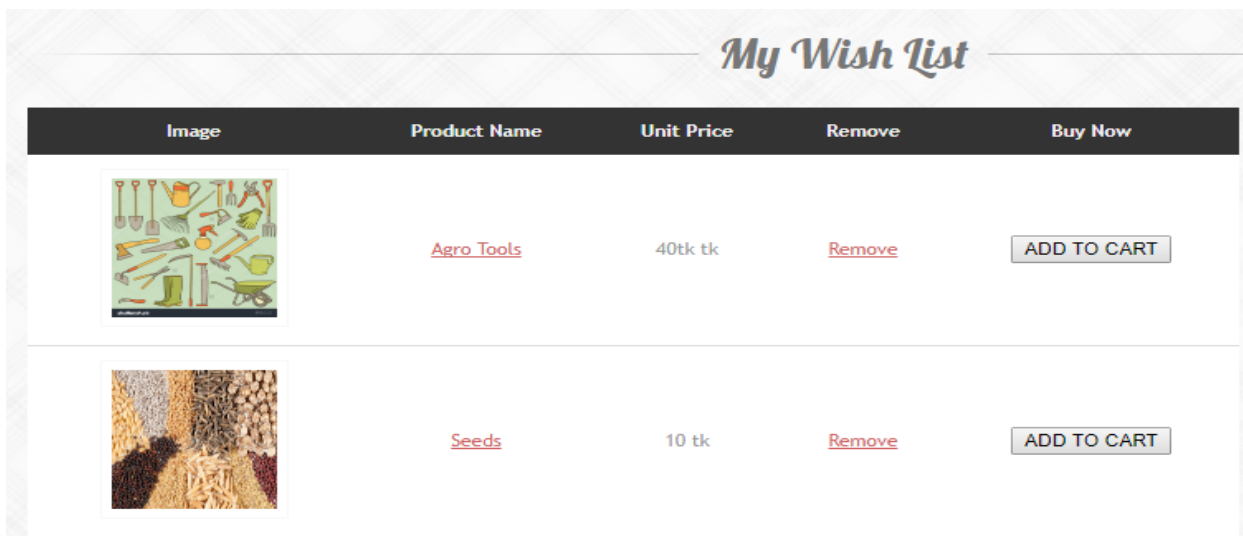 My Wish List
Image Product Name Unit Price Remove Buy Now
Agro Tools 40tk tk Remove ADD TO CART
Seeds 10 tk Remove ADD TO CART